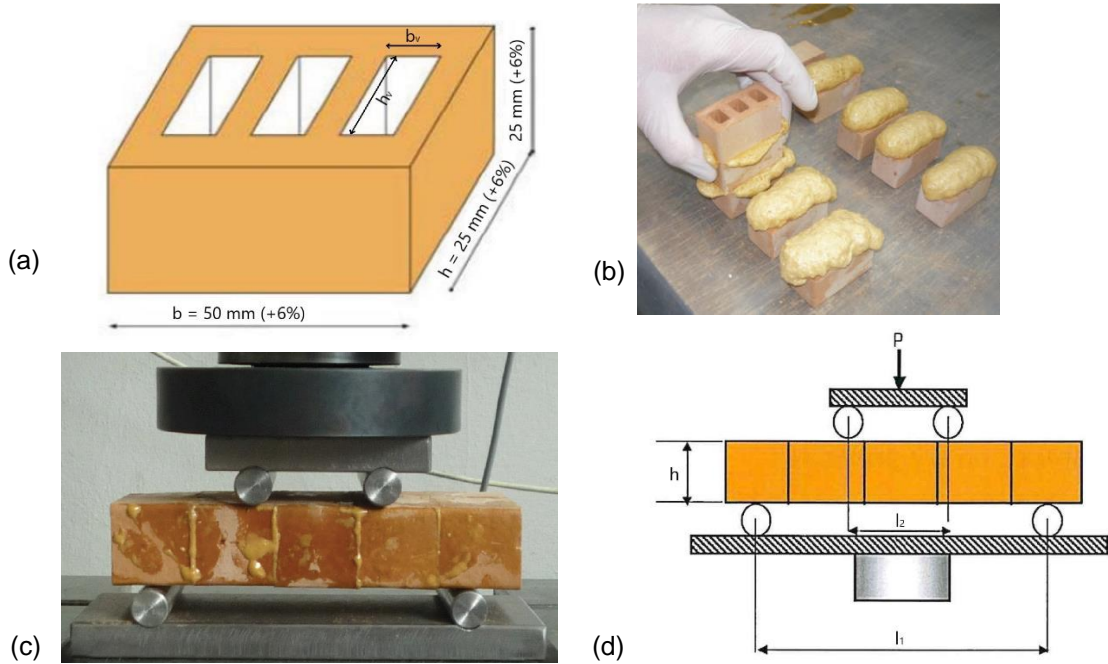 (a)
bᵥ
hᵥ
25 mm (+6%)
h = 25 mm (+6%)
b = 50 mm (+6%)
(b)
(c)
(d)
P
h
l₂
l₁